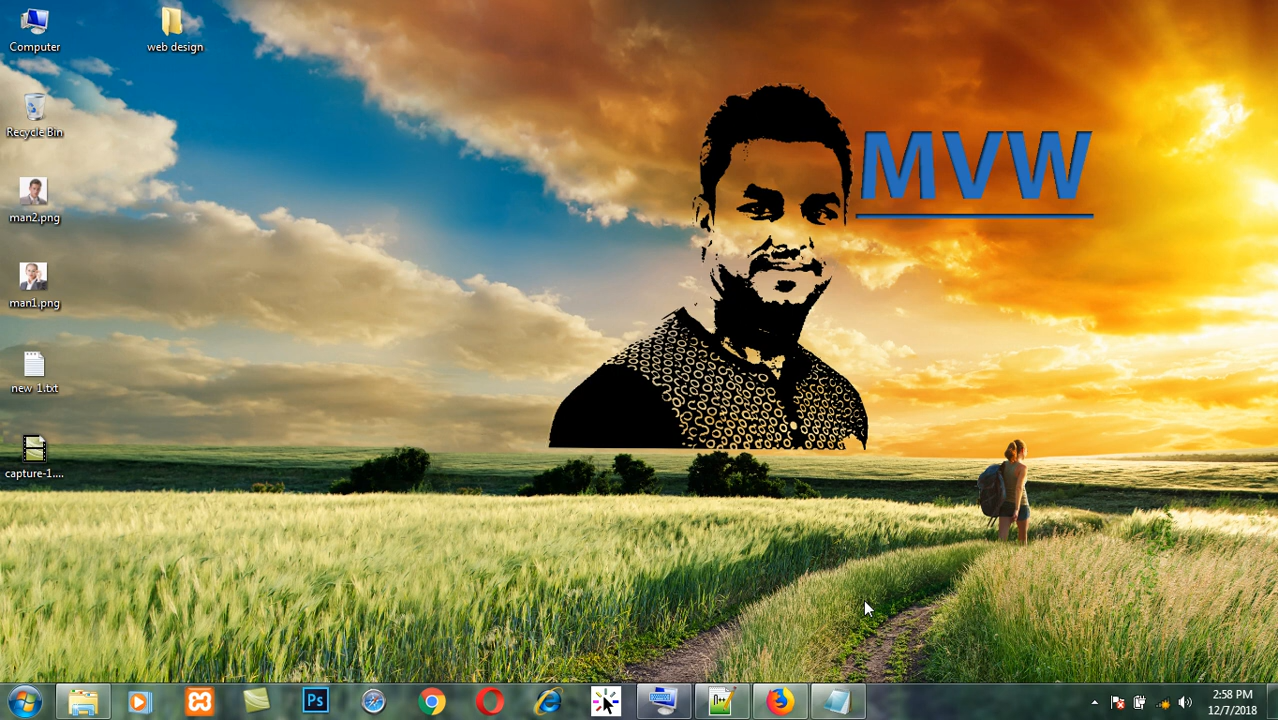 Computer
web design
Recycle Bin
man2.png
man1.png
new 1.txt
capture-1....
MVW
Ps
n++
2:58 PM
12/7/2018